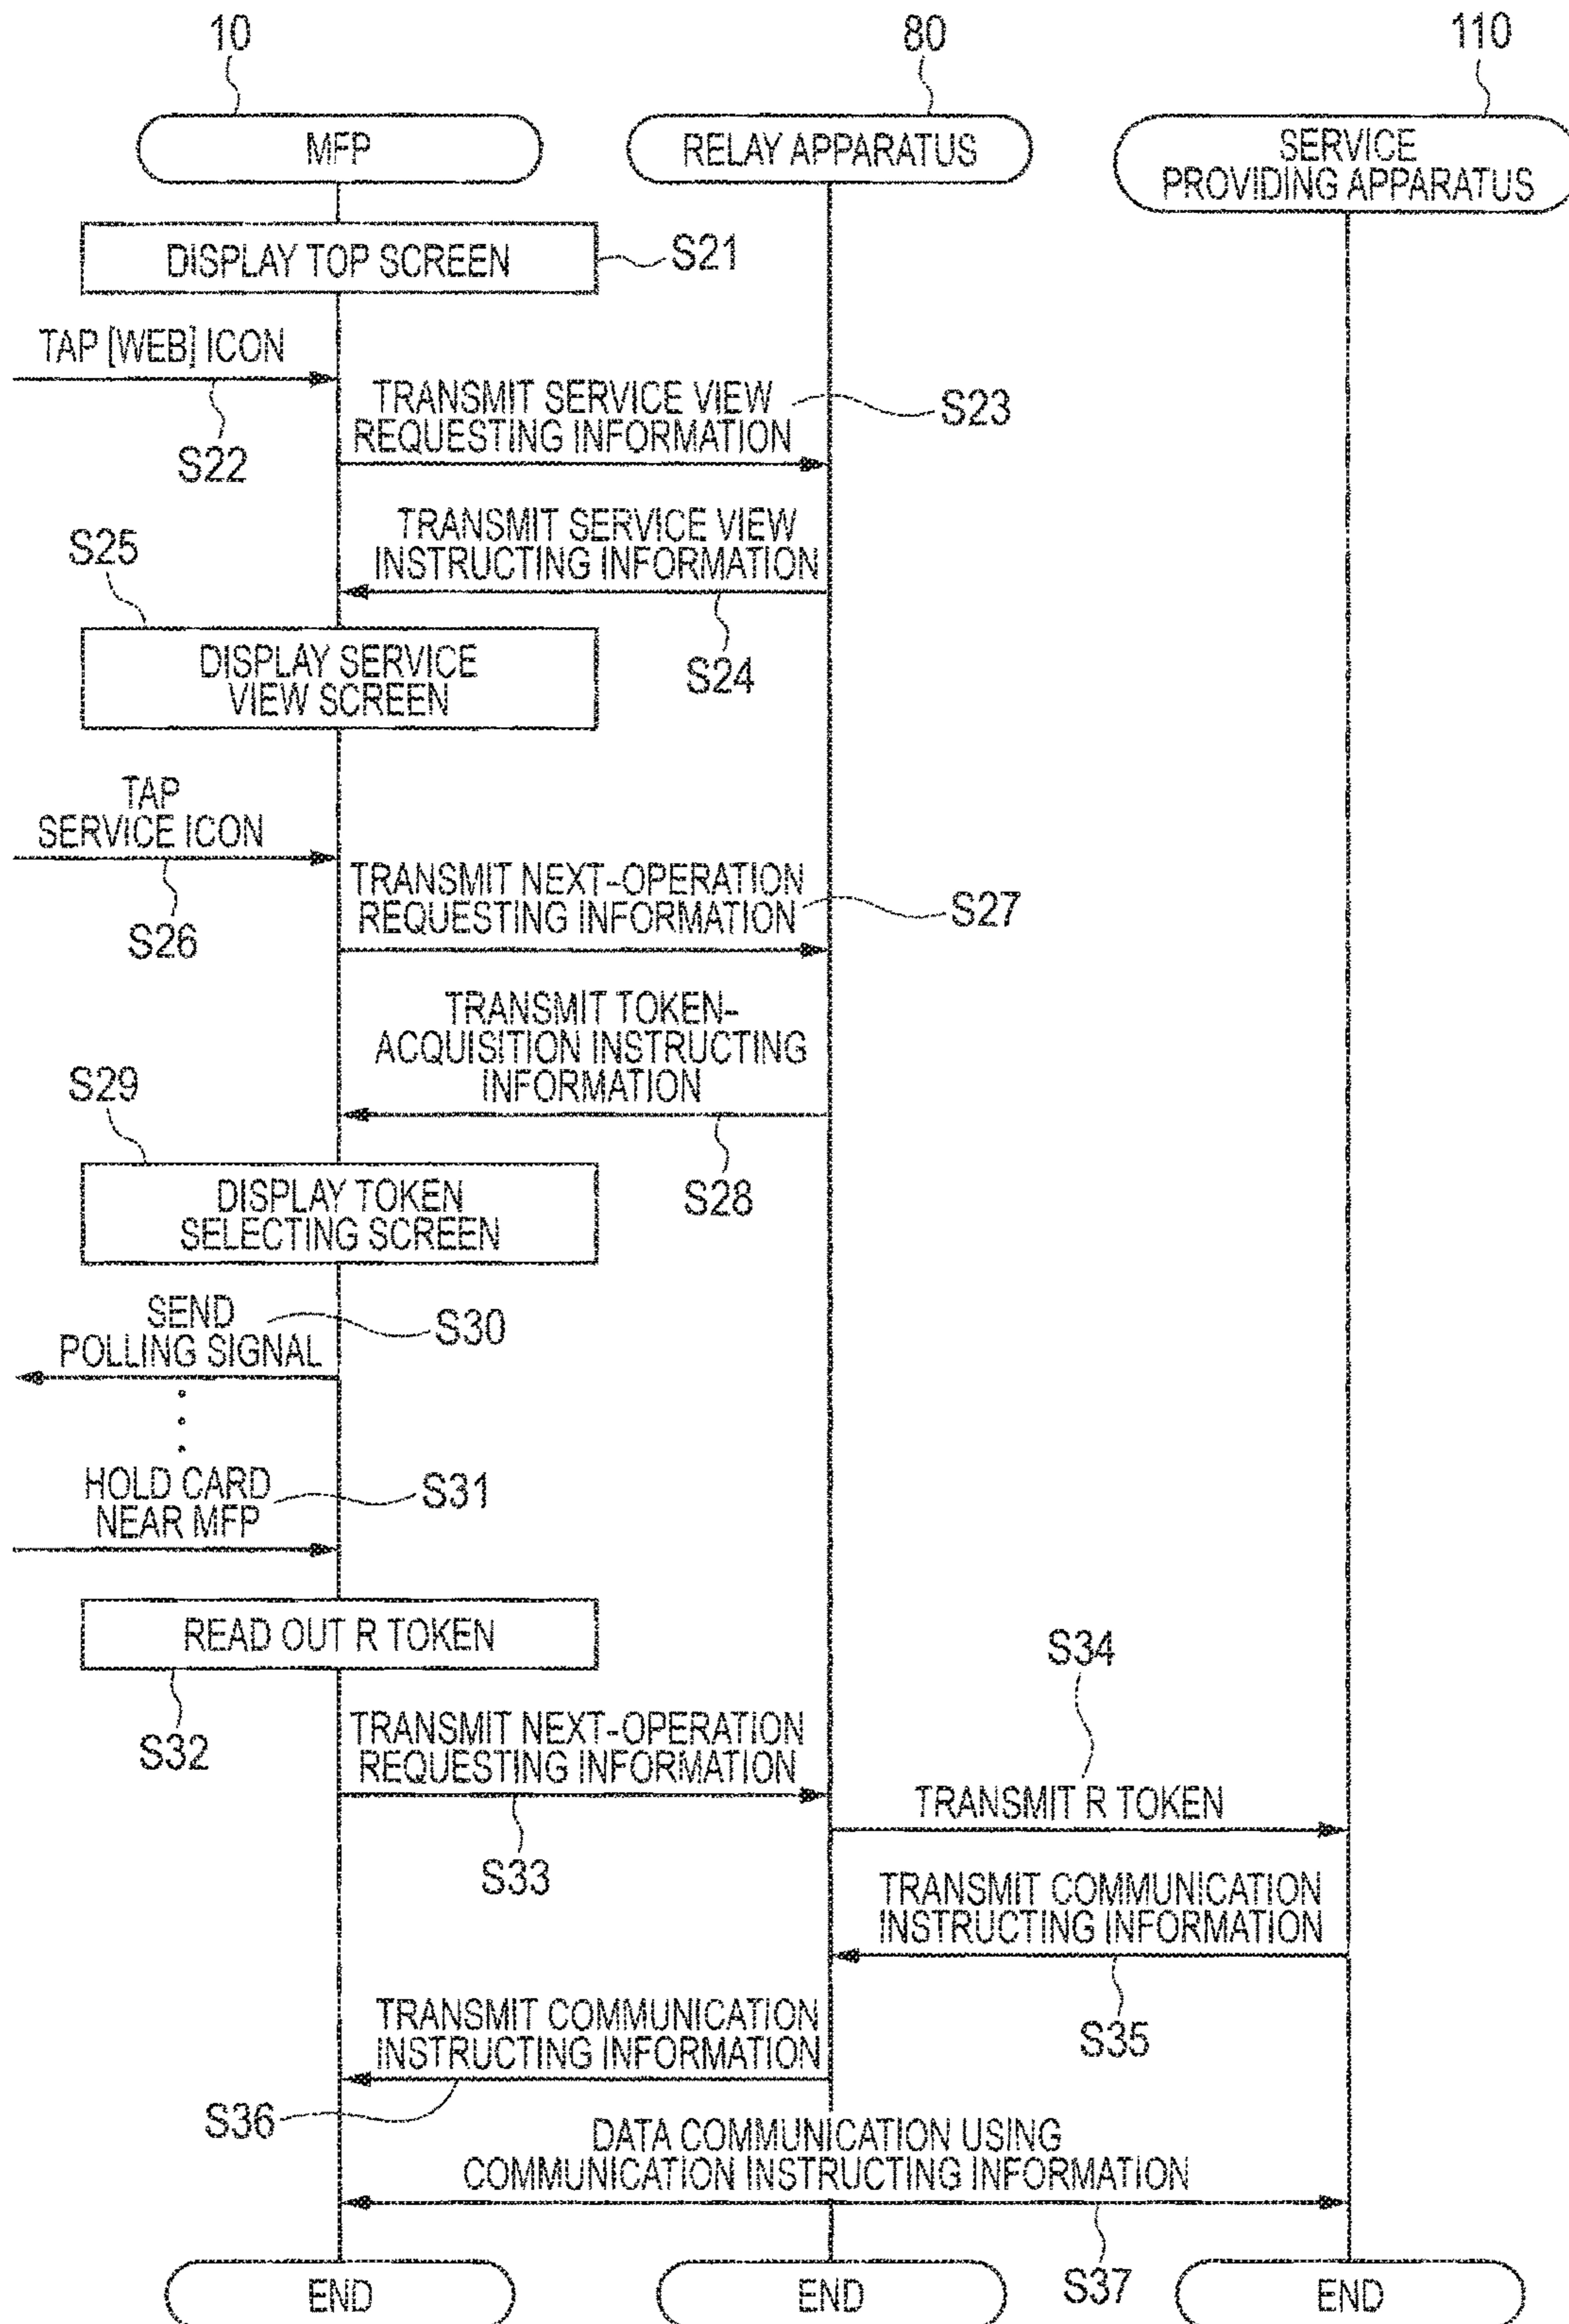 10
80
110
MFP
RELAY APPARATUS
SERVICE
PROVIDING APPARATUS
DISPLAY TOP SCREEN
S21
TAP [WEB] ICON
S22
TRANSMIT SERVICE VIEW
REQUESTING INFORMATION
S23
TRANSMIT SERVICE VIEW
INSTRUCTING INFORMATION
S24
S25
DISPLAY SERVICE
VIEW SCREEN
TAP
SERVICE ICON
S26
TRANSMIT NEXT-OPERATION
REQUESTING INFORMATION
S27
TRANSMIT TOKEN-
ACQUISITION INSTRUCTING
INFORMATION
S28
S29
DISPLAY TOKEN
SELECTING SCREEN
SEND
POLLING SIGNAL
S30
HOLD CARD
NEAR MFP
S31
READ OUT R TOKEN
S32
TRANSMIT NEXT-OPERATION
REQUESTING INFORMATION
S33
S34
TRANSMIT R TOKEN
TRANSMIT COMMUNICATION
INSTRUCTING INFORMATION
S35
TRANSMIT COMMUNICATION
INSTRUCTING INFORMATION
S36
DATA COMMUNICATION USING
COMMUNICATION INSTRUCTING INFORMATION
S37
END
END
END